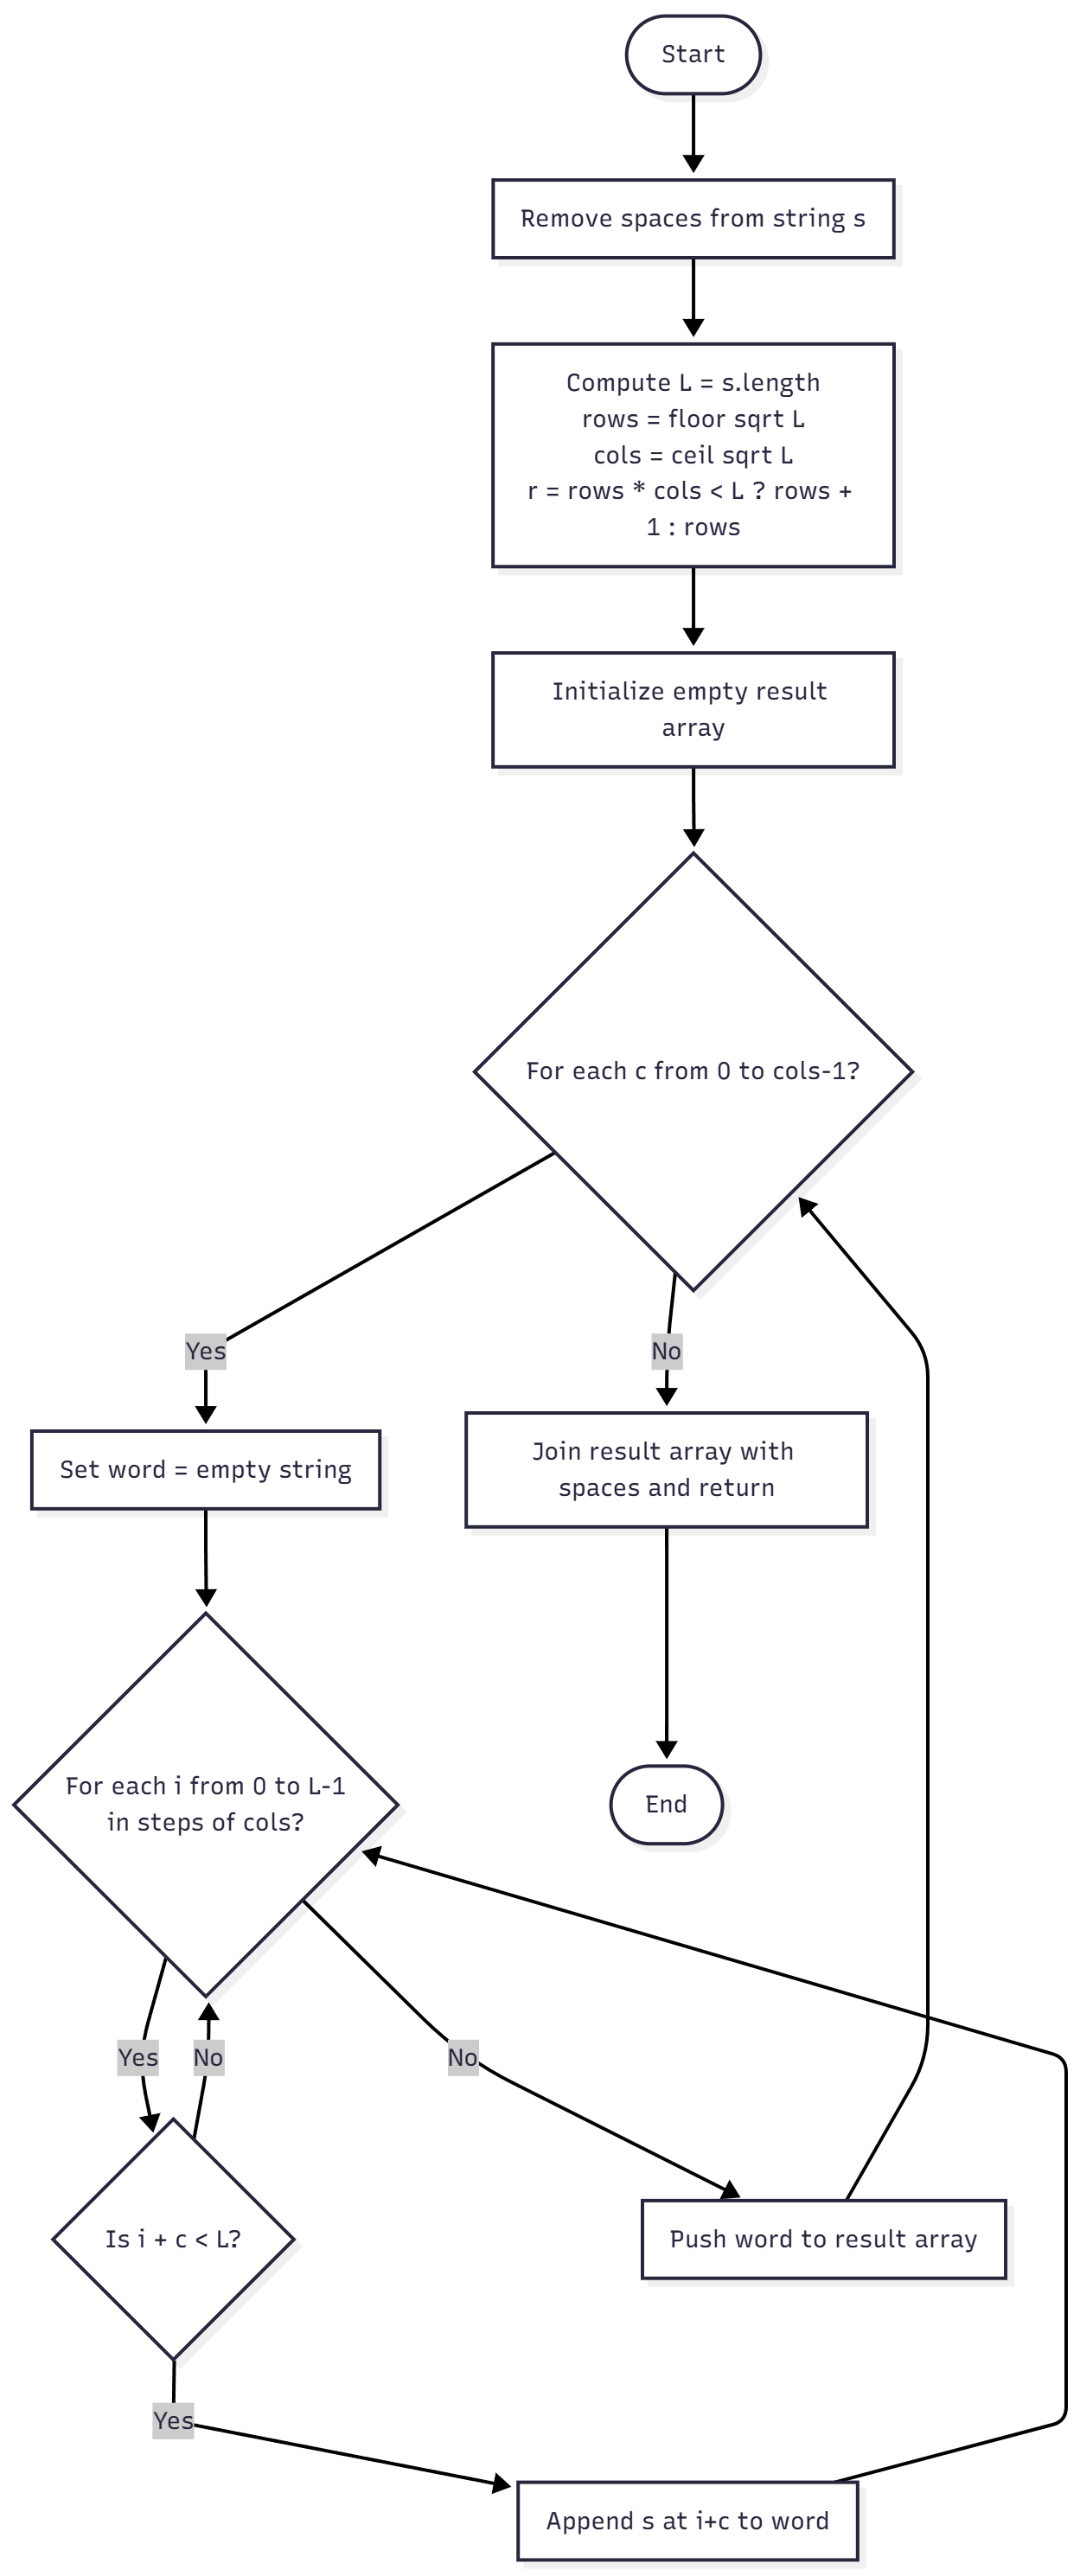 Start
Remove spaces from string s
Compute L = s.length
rows = floor sqrt L
cols = ceil sqrt L
r = rows * cols < L ? rows +
1 : rows
Initialize empty result
array
For each c from 0 to cols-1?
Yes
No
Set word = empty string
Join result array with
spaces and return
For each i from 0 to L-1
in steps of cols?
End
Yes
No
No
Is i + c < L?
Push word to result array
Yes
Append s at i+c to word